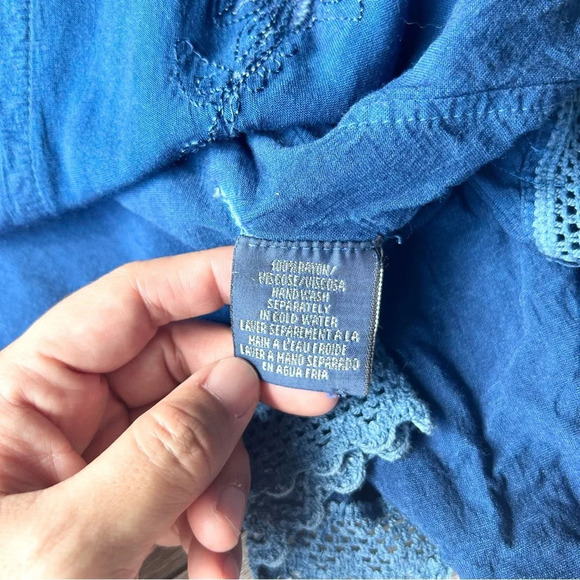 100% RAYON/
VISCOSE/VISCOSA
HAND WASH
SEPARATELY
IN COLD WATER
LAVER SEPAREMENT A LA
MAIN A L'EAU FROIDE
LAVER A MANO SEPARADO
EN AGUA FRIA